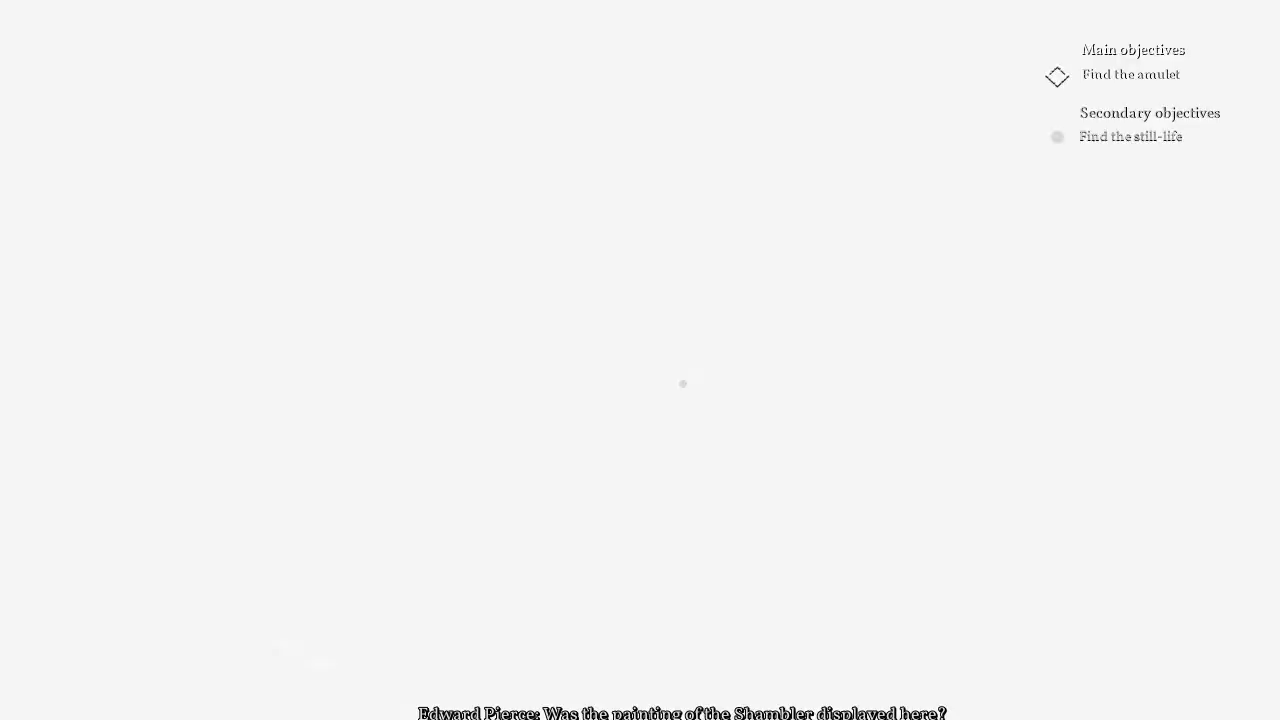 Main objectives
Find the amulet
Secondary objectives
Find the still-life
Edward Pierce: Was the painting of the Shambler displayed here?